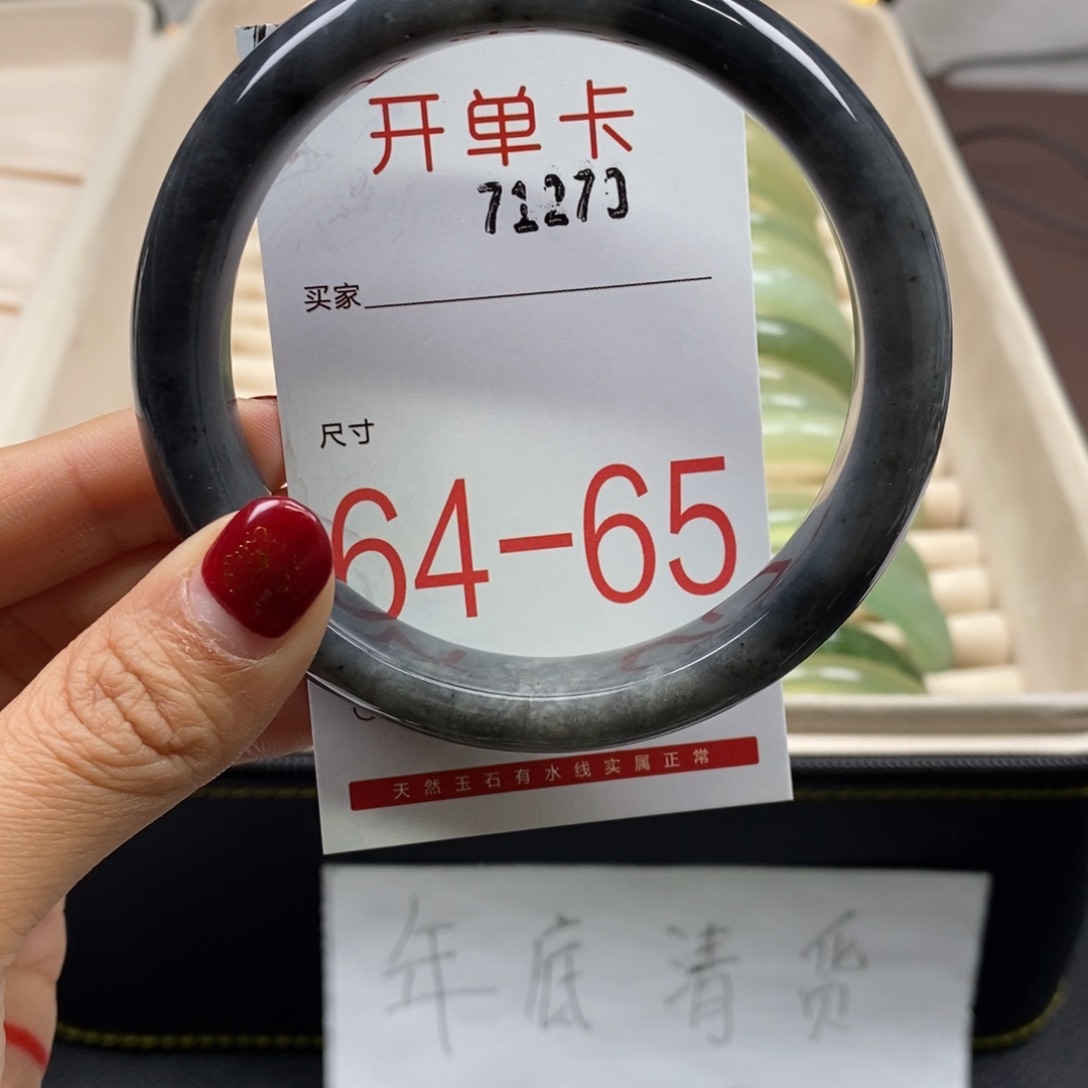 开单卡
71270
买家
尺寸
64-65
天然玉石有水线实属正常
年底清货